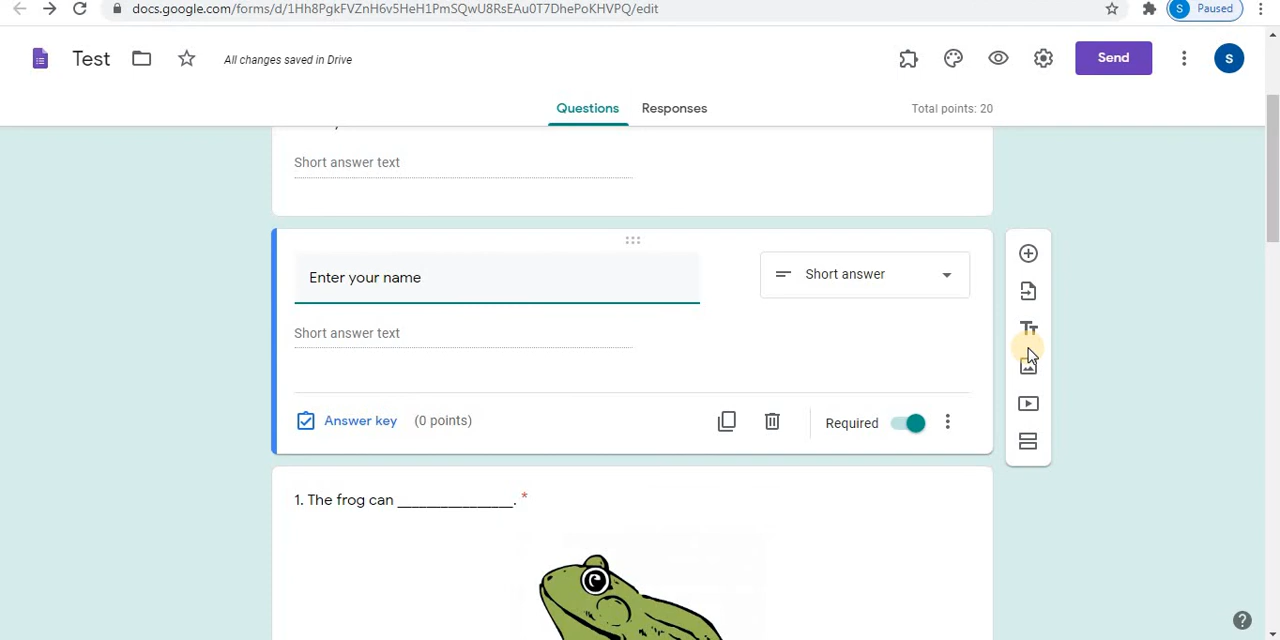 docs.google.com/forms/d/1Hh8PgkFVZnH6v5HeH1PmSQwU8RsEAu0T7DhePoKHVPQ/edit
S Paused
Test
All changes saved in Drive
Send
S
Questions Responses
Total points: 20
Short answer text
Enter your name
Short answer
Tт
Short answer text
Answer key (0 points)
Required
1. The frog can ________________. *
?